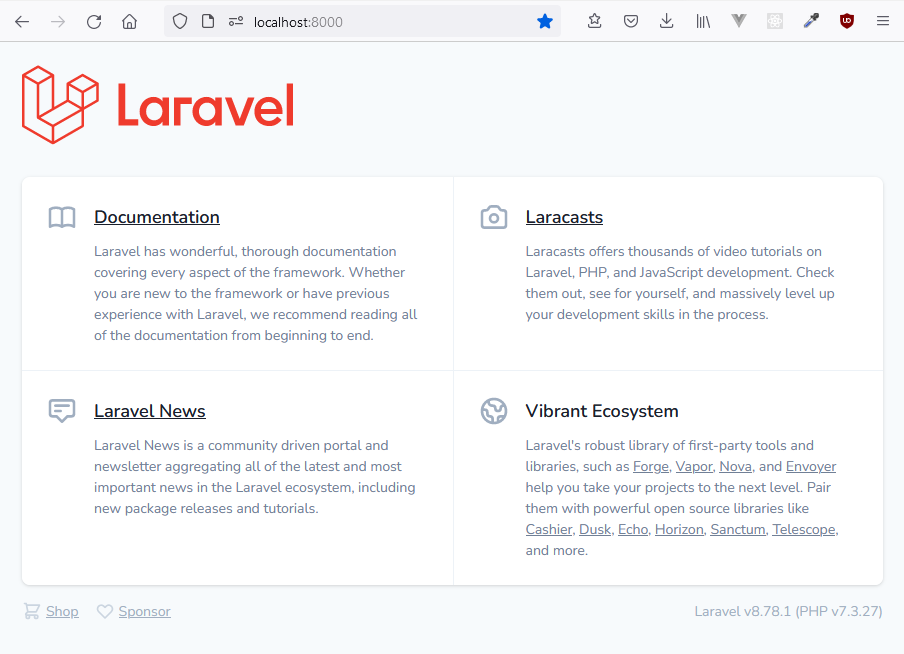 localhost:8000
Laravel
Documentation
Laravel has wonderful, thorough documentation
covering every aspect of the framework. Whether
you are new to the framework or have previous
experience with Laravel, we recommend reading all
of the documentation from beginning to end.
Laracasts
Laracasts offers thousands of video tutorials on
Laravel, PHP, and JavaScript development. Check
them out, see for yourself, and massively level up
your development skills in the process.
Laravel News
Laravel News is a community driven portal and
newsletter aggregating all of the latest and most
important news in the Laravel ecosystem, including
new package releases and tutorials.
Vibrant Ecosystem
Laravel's robust library of first-party tools and
libraries, such as Forge, Vapor, Nova, and Envoyer
help you take your projects to the next level. Pair
them with powerful open source libraries like
Cashier, Dusk, Echo, Horizon, Sanctum, Telescope,
and more.
Shop
Sponsor
Laravel v8.78.1 (PHP v7.3.27)